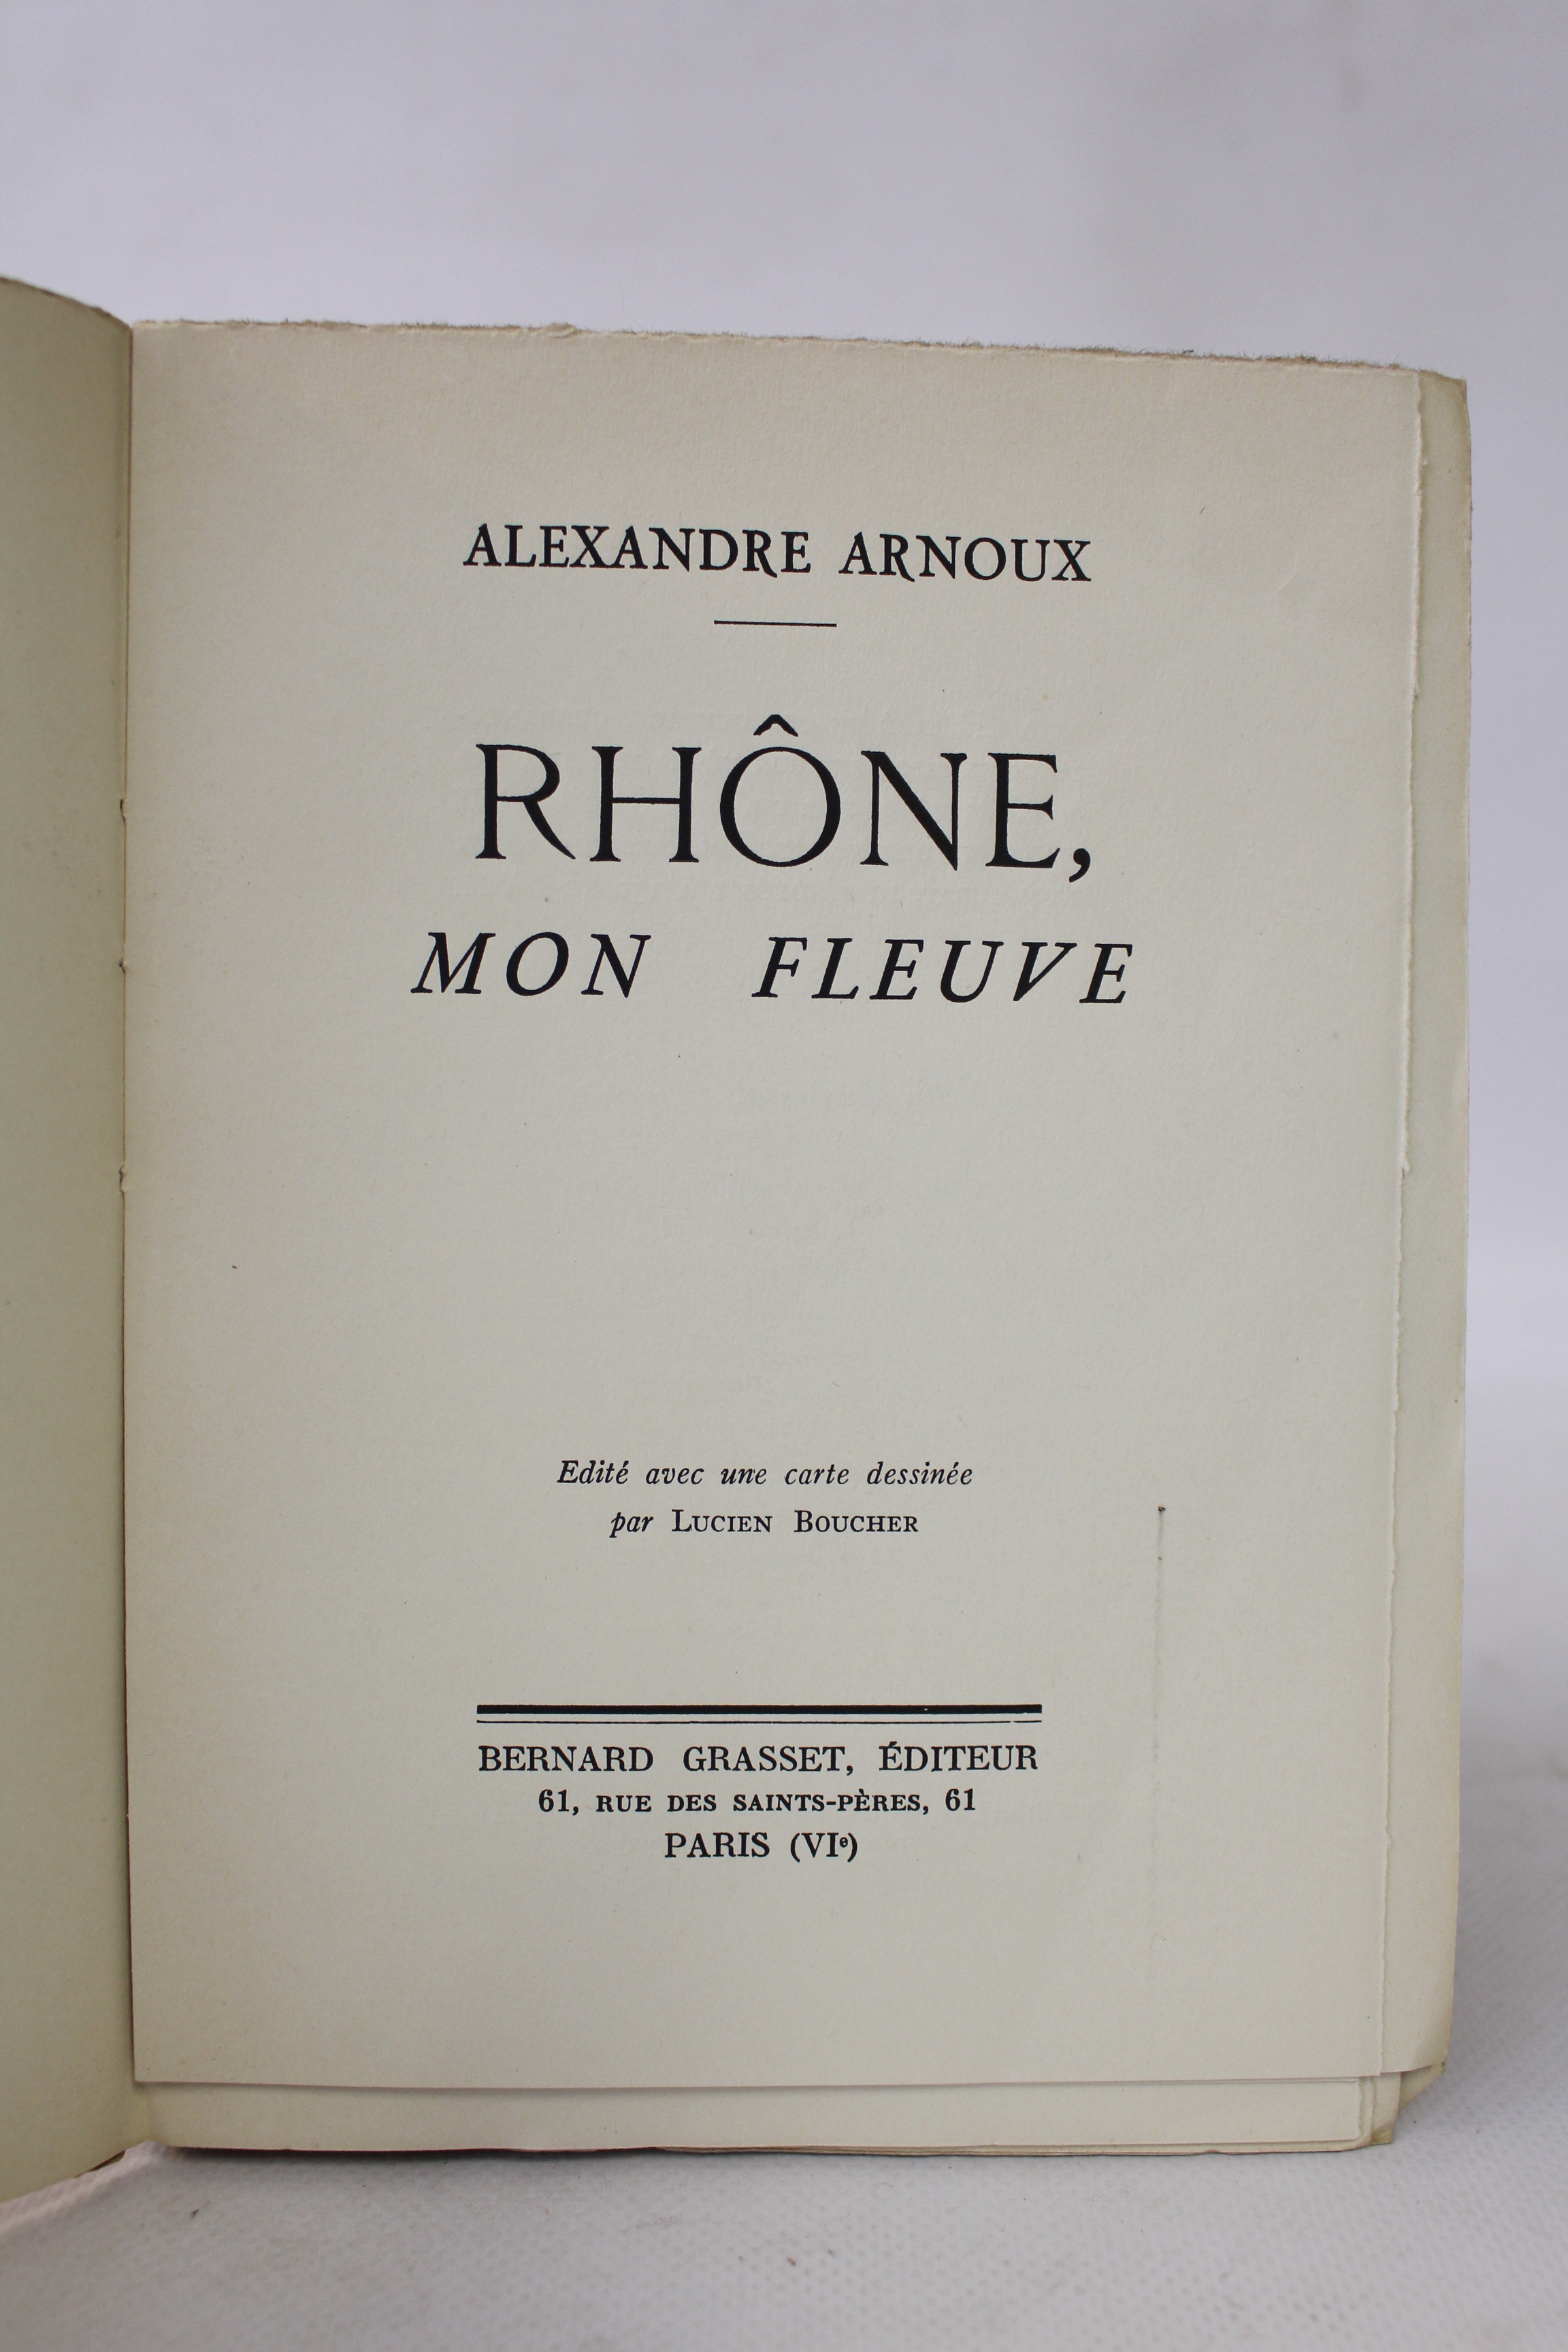 ALEXANDRE ARNOUX
RHÔNE,
MON FLEUVE
Edité avec une carte dessinée
par LUCIEN BOUCHER
BERNARD GRASSET, ÉDITEUR
61, RUE DES SAINTS-PÈRES, 61
PARIS (VIᵉ)